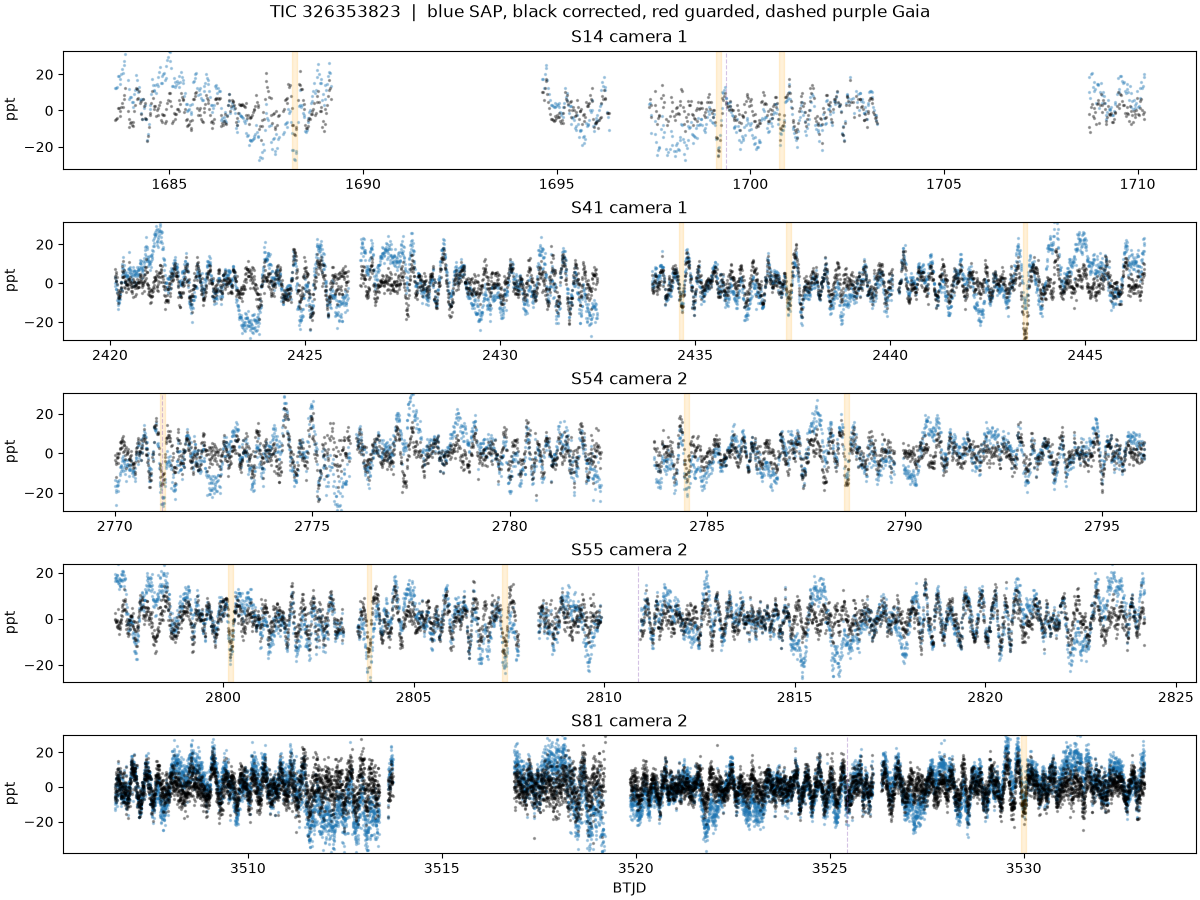 TIC 326353823 | blue SAP, black corrected, red guarded, dashed purple Gaia
S14 camera 1
ppt
20
0
−20
1685 1690 1695 1700 1705 1710
S41 camera 1
ppt
20
0
−20
2420 2425 2430 2435 2440 2445
S54 camera 2
ppt
20
0
−20
2770 2775 2780 2785 2790 2795
S55 camera 2
ppt
20
0
−20
2800 2805 2810 2815 2820 2825
S81 camera 2
ppt
20
0
−20
3510 3515 3520 3525 3530
BTJD